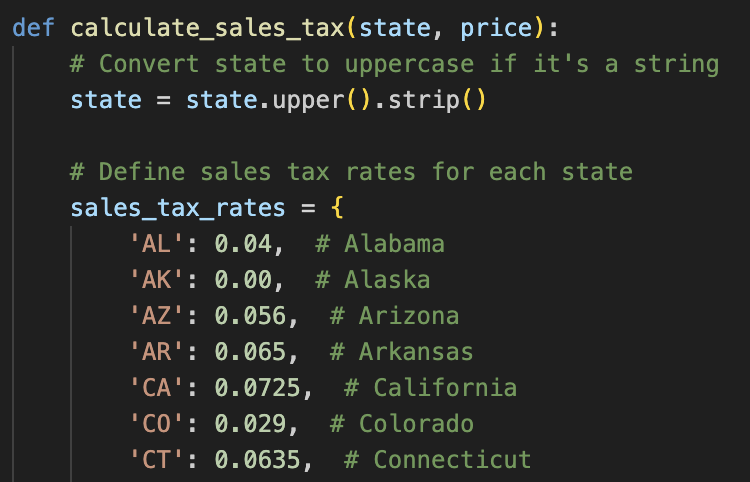 def calculate_sales_tax(state, price):
    # Convert state to uppercase if it's a string
    state = state.upper().strip()

    # Define sales tax rates for each state
    sales_tax_rates = {
        'AL': 0.04,  # Alabama
        'AK': 0.00,  # Alaska
        'AZ': 0.056,  # Arizona
        'AR': 0.065,  # Arkansas
        'CA': 0.0725,  # California
        'CO': 0.029,  # Colorado
        'CT': 0.0635,  # Connecticut